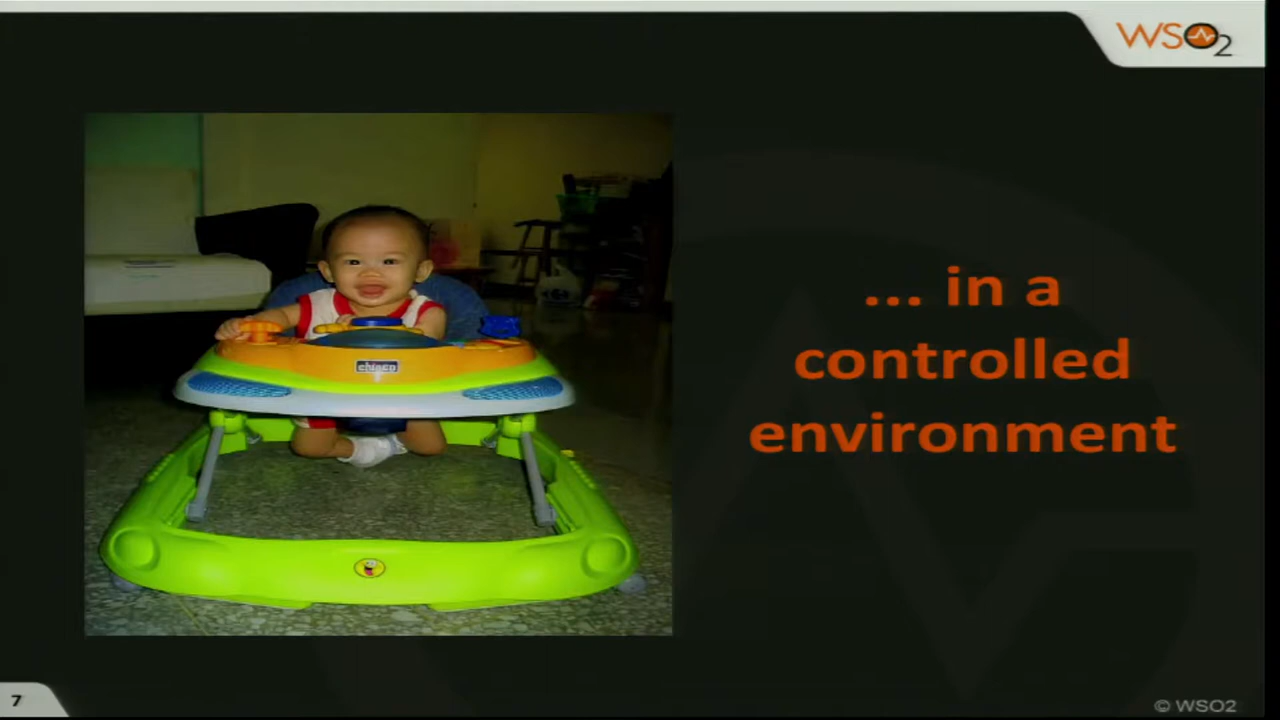 WSO2
chicco
... in a
controlled
environment
7
© WSO2